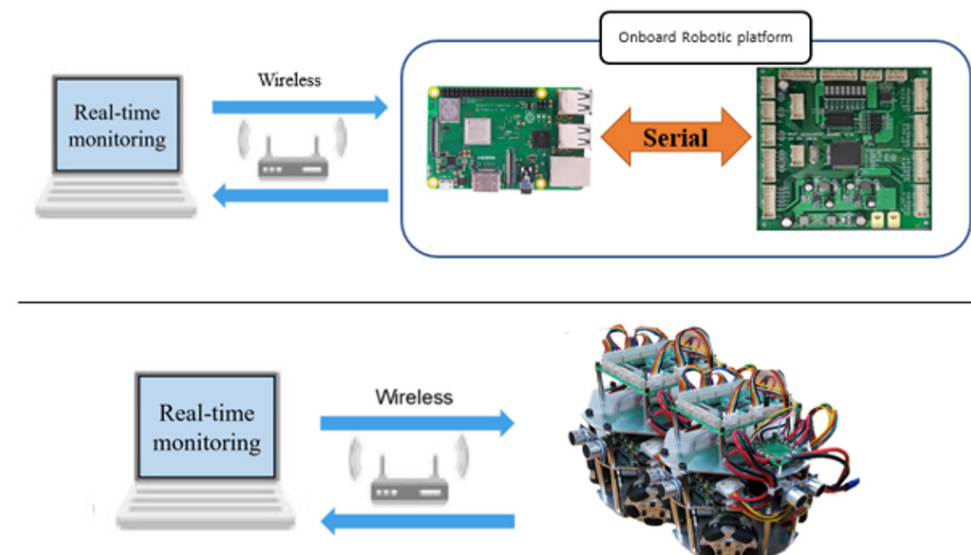 Onboard Robotic platform
Wireless
Real-time
monitoring
Serial
Wireless
Real-time
monitoring